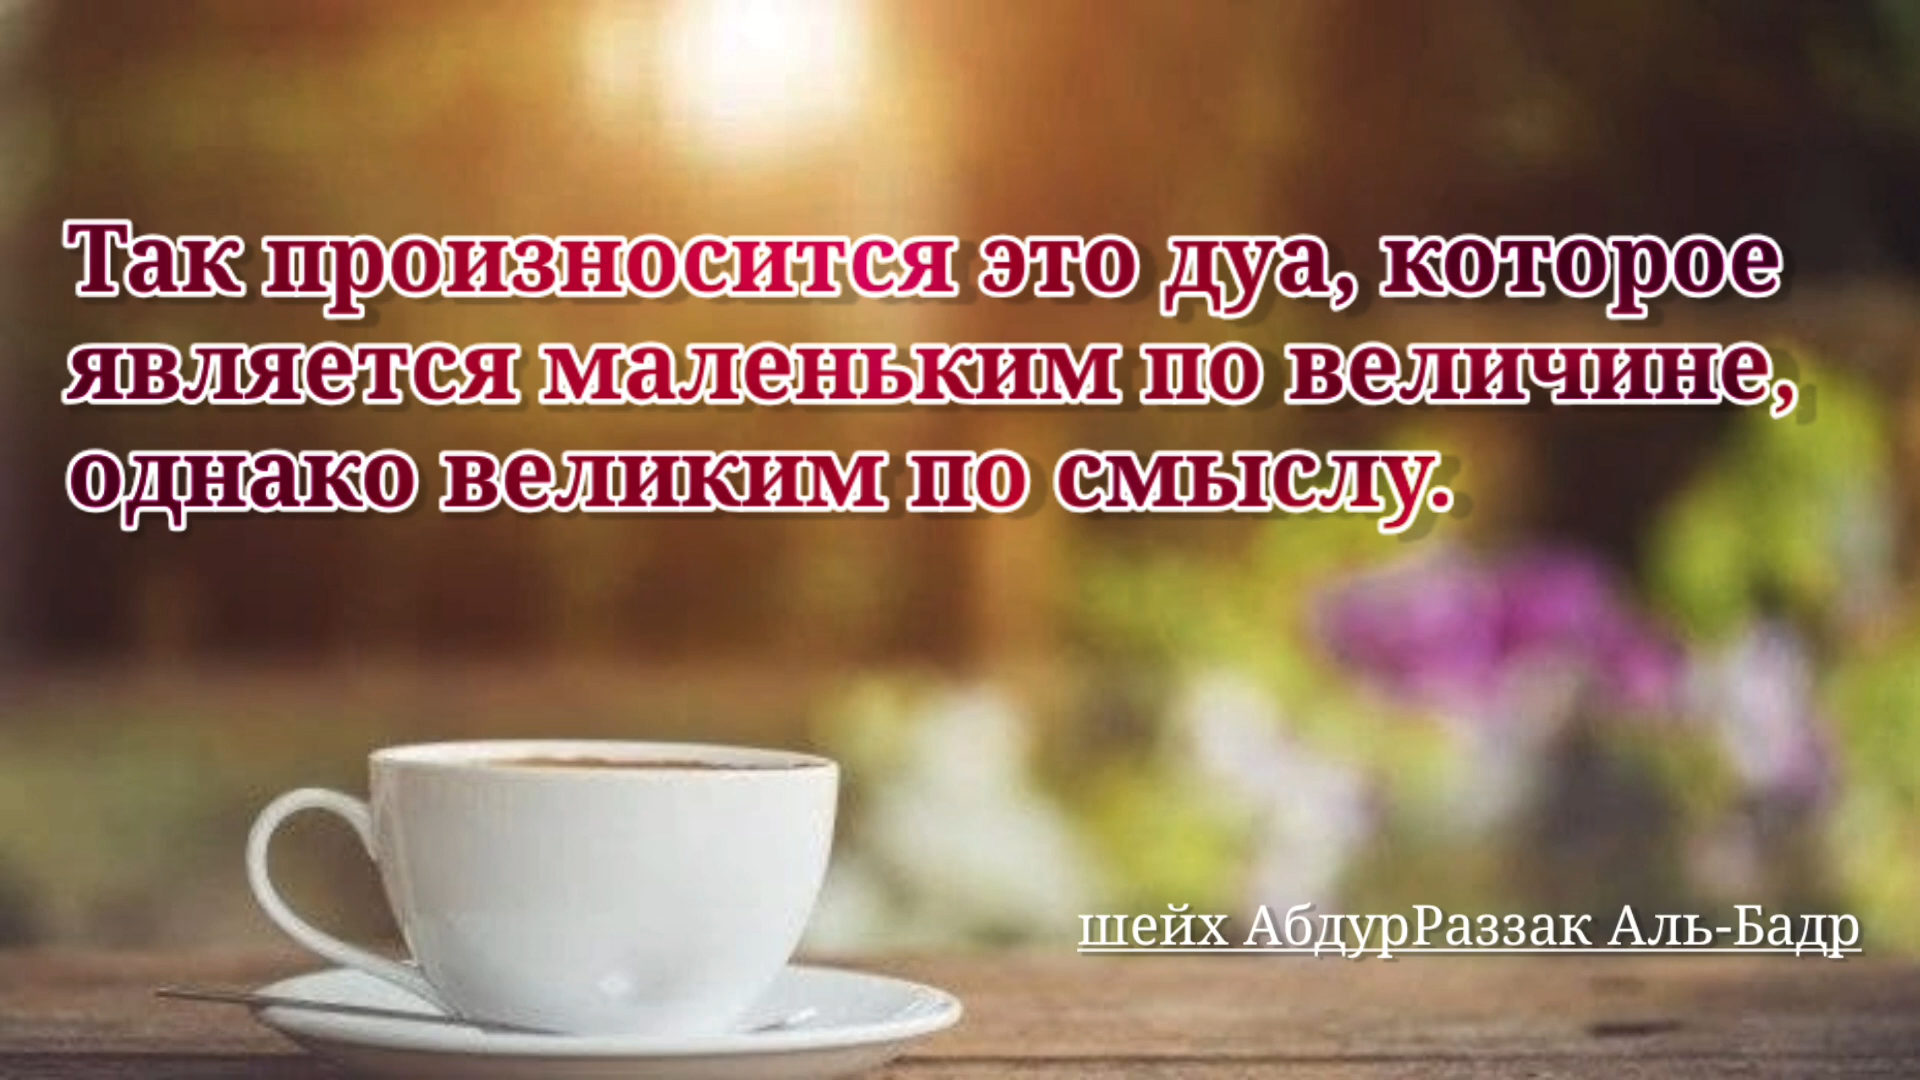 Так произносится это дуа, которое
является маленьким по величине,
однако великим по смыслу.
шейх АбдурРаззак Аль-Бадр